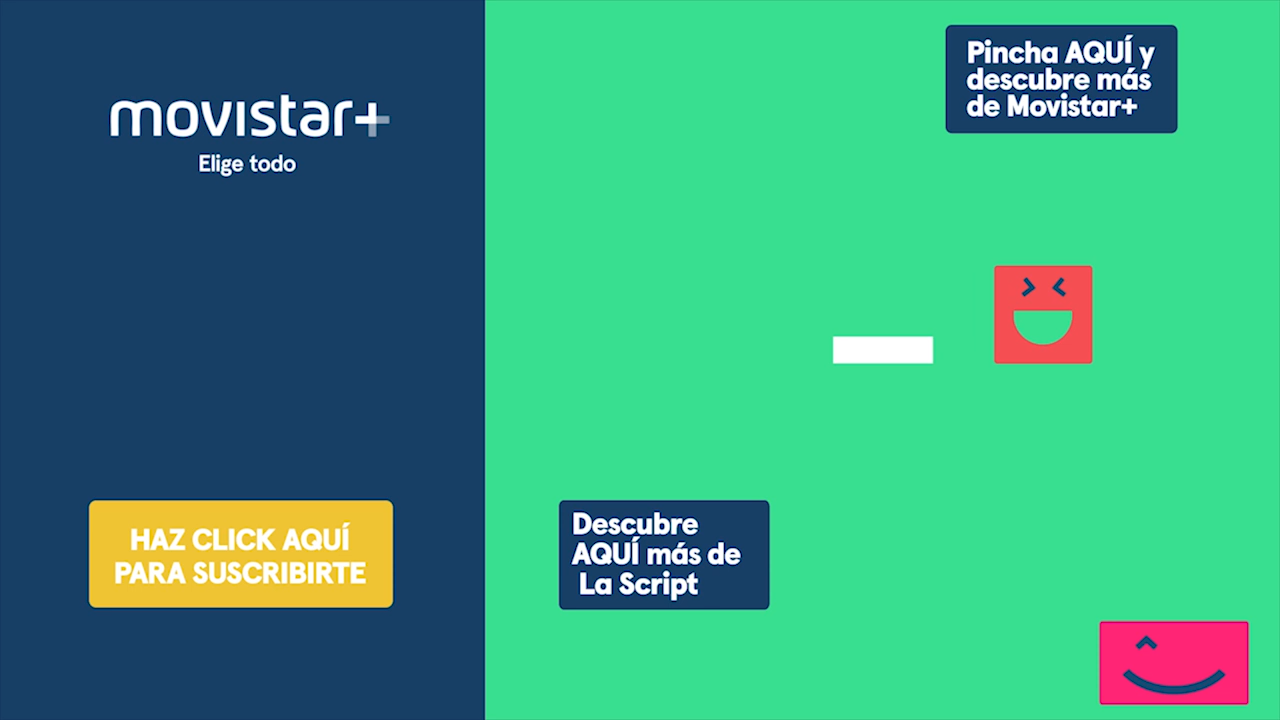 movistar+
Elige todo
HAZ CLICK AQUÍ
PARA SUSCRIBIRTE
Pincha AQUÍ y
descubre más
de Movistar+
Descubre
AQUÍ más de
La Script